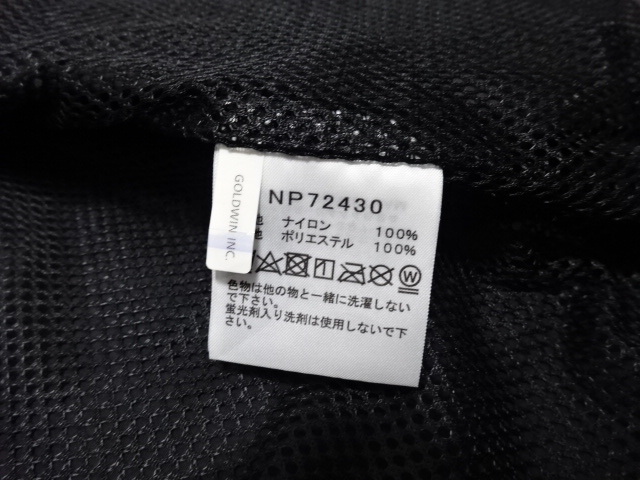 GOLDWIN INC.
NP72430
地 ナイロン 100%
地 ポリエステル 100%
W
色物は他の物と一緒に洗濯しない
で下さい。
蛍光剤入り洗剤は使用しないで下
さい。